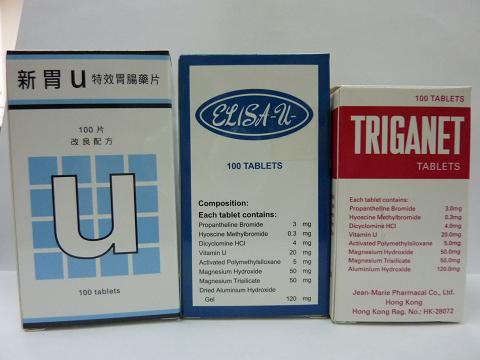 新胃U特效胃腸藥片
100片
改良配方
u
100 tablets
ELISA-U-
100 TABLETS
Composition:
Each tablet contains:
Propantheline Bromide 3 mg
Hyoscine Methylbromide 0.3 mg
Dicyclomine HCl 4 mg
Vitamin U 20 mg
Activated Polymethylsiloxane 5 mg
Magnesium Hydroxide 50 mg
Magnesium Trisilicate 50 mg
Dried Aluminium Hydroxide
Gel 120 mg
100 TABLETS
TRIGANET
TABLETS
Each tablet contains:
Propantheline Bromide 3.0mg
Hyoscine Methylbromide 0.3mg
Dicyclomine HCl 4.0mg
Vitamin U 20.0mg
Activated Polymethylsiloxane 5.0mg
Magnesium Hydroxide 50.0mg
Magnesium Trisilicate 50.0mg
Aluminium Hydroxide 120.0mg
Jean-Marie Pharmacal Co., Ltd.
Hong Kong
Hong Kong Reg. No.: HK-28072